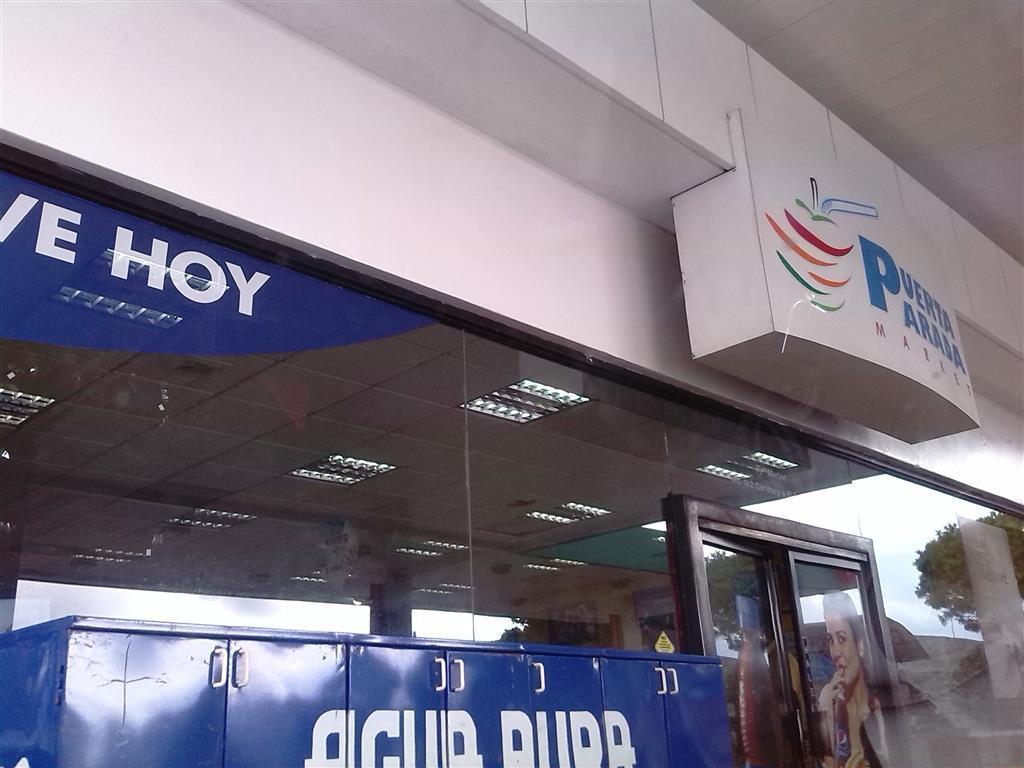 VE HOY
PUERTA
PARADA
MARKET
AGUA PURA